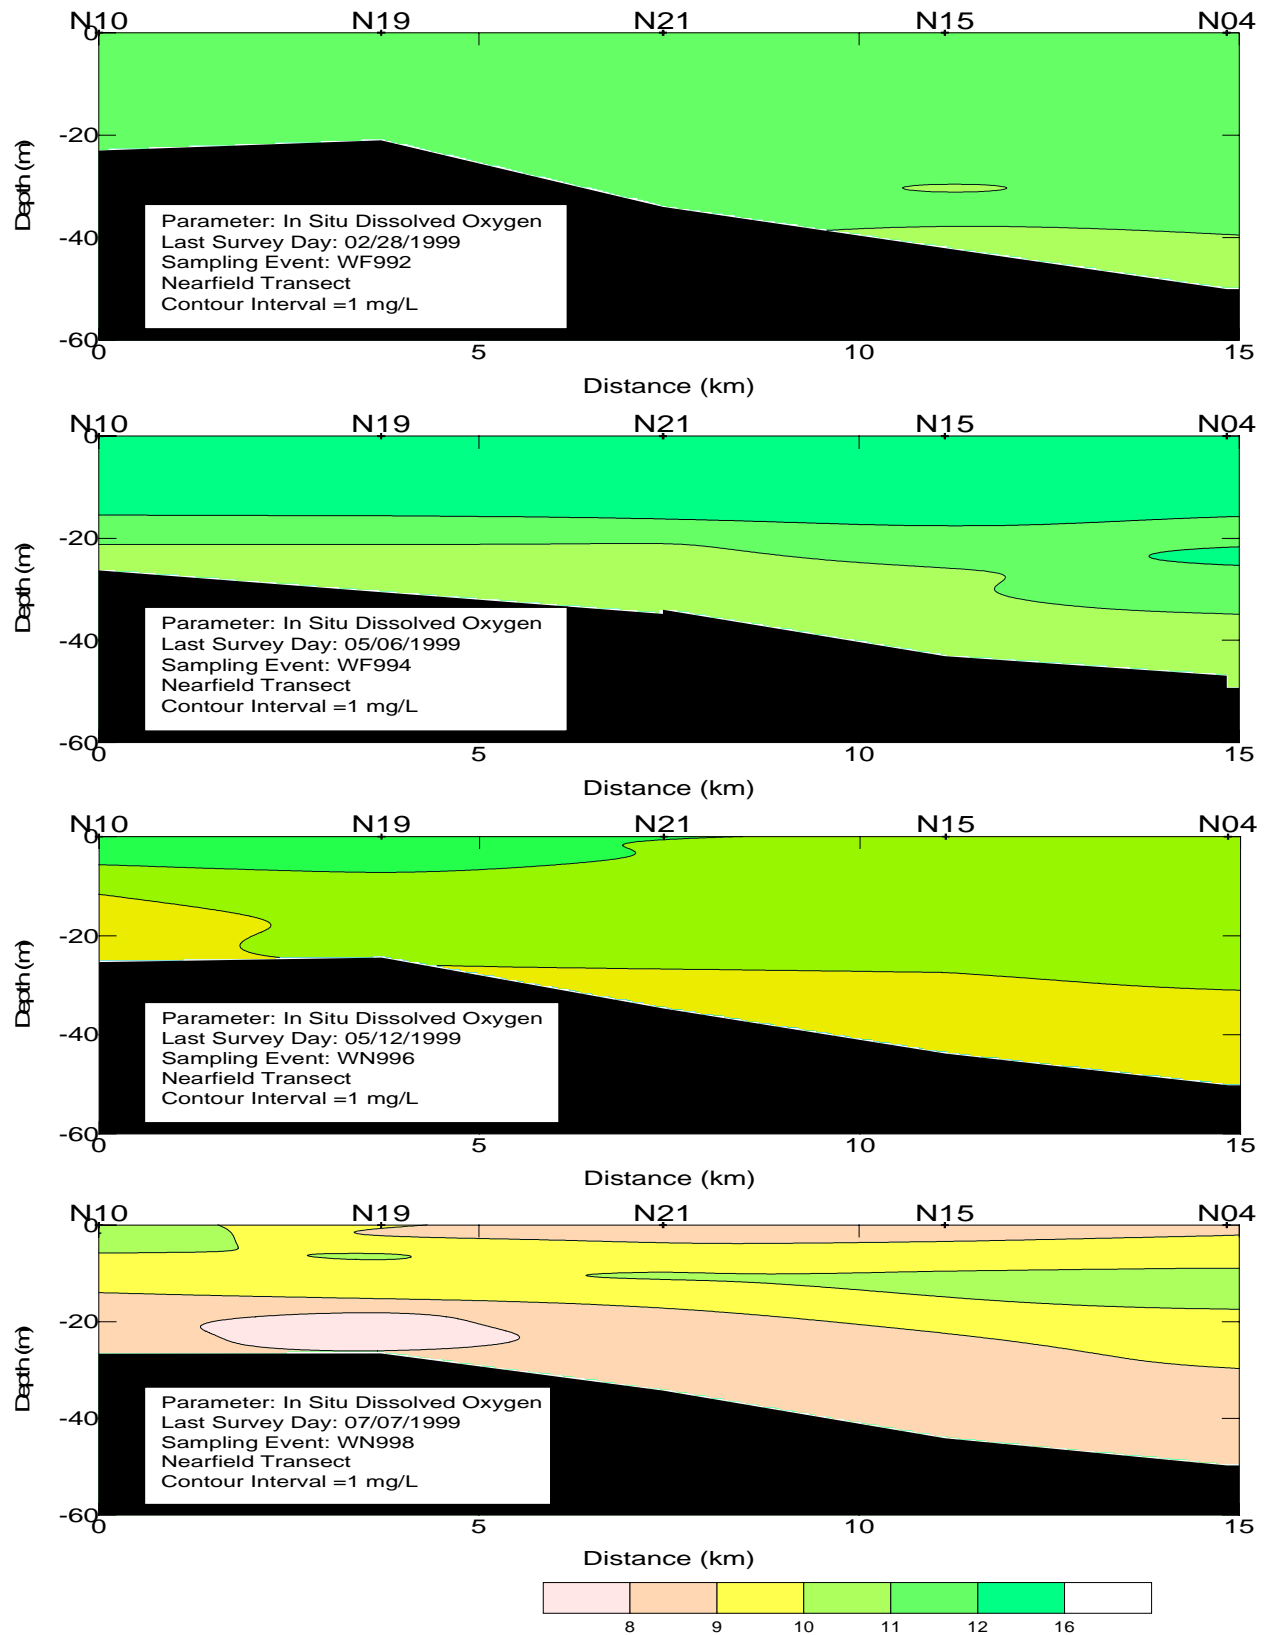 N10 N19 N21 N15 N04
0
-20
-40
-60
Depth (m)
Parameter: In Situ Dissolved Oxygen
Last Survey Day: 02/28/1999
Sampling Event: WF992
Nearfield Transect
Contour Interval =1 mg/L
0 5 10 15
Distance (km)
N10 N19 N21 N15 N04
0
-20
-40
-60
Depth (m)
Parameter: In Situ Dissolved Oxygen
Last Survey Day: 05/06/1999
Sampling Event: WF994
Nearfield Transect
Contour Interval =1 mg/L
0 5 10 15
Distance (km)
N10 N19 N21 N15 N04
0
-20
-40
-60
Depth (m)
Parameter: In Situ Dissolved Oxygen
Last Survey Day: 05/12/1999
Sampling Event: WN996
Nearfield Transect
Contour Interval =1 mg/L
0 5 10 15
Distance (km)
N10 N19 N21 N15 N04
0
-20
-40
-60
Depth (m)
Parameter: In Situ Dissolved Oxygen
Last Survey Day: 07/07/1999
Sampling Event: WN998
Nearfield Transect
Contour Interval =1 mg/L
0 5 10 15
Distance (km)
8 9 10 11 12 16